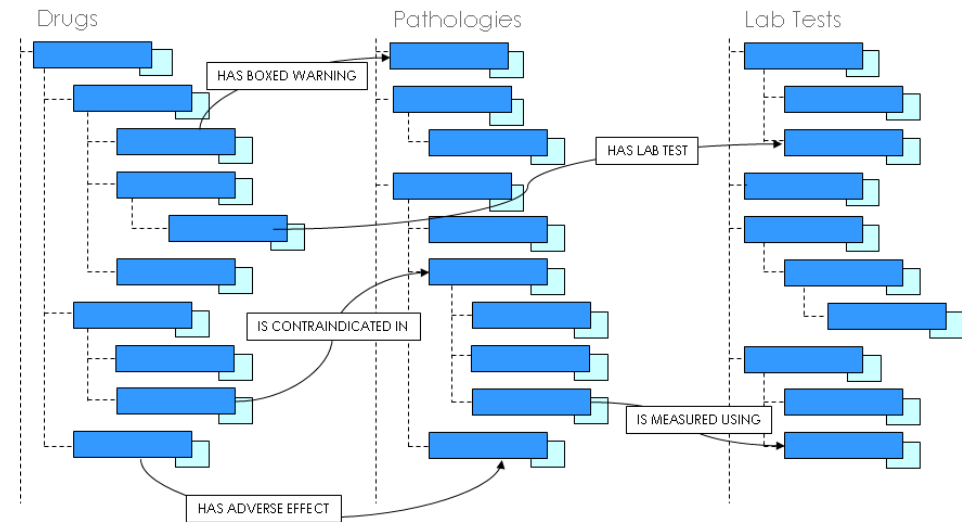 Drugs
Pathologies
Lab Tests
HAS BOXED WARNING
HAS LAB TEST
IS CONTRAINDICATED IN
IS MEASURED USING
HAS ADVERSE EFFECT